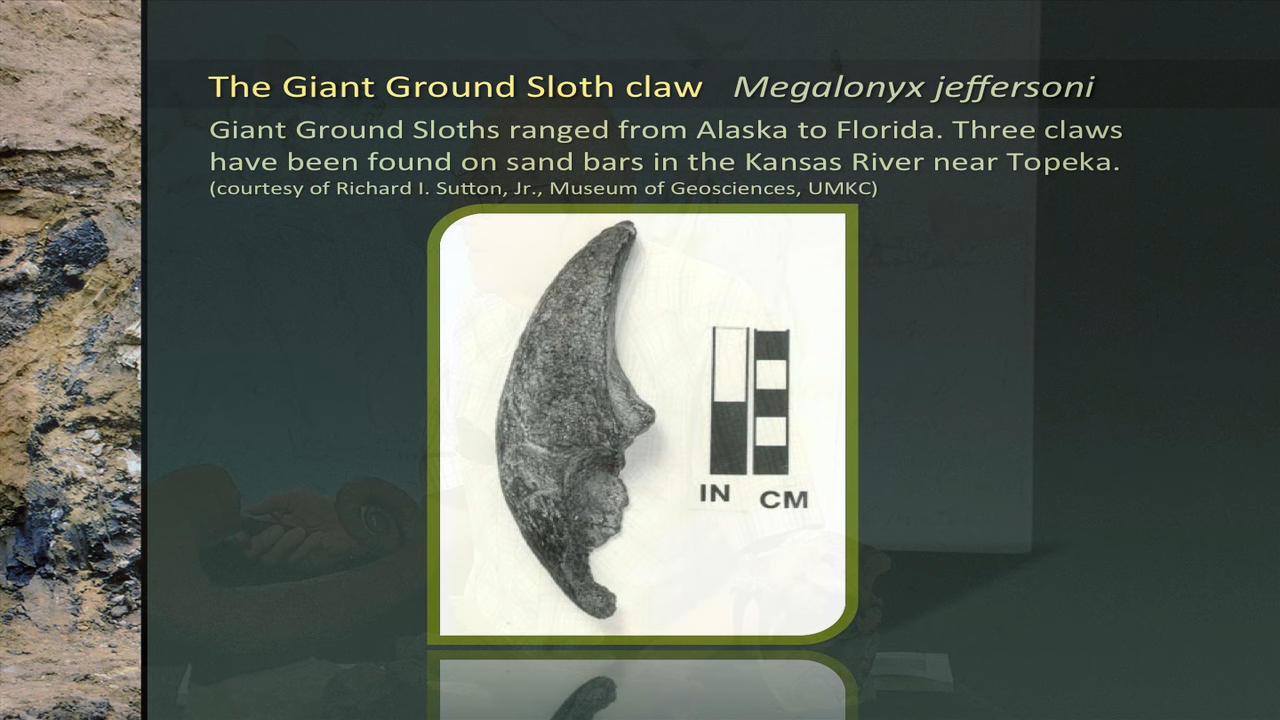 The Giant Ground Sloth claw Megalonyx jeffersoni
Giant Ground Sloths ranged from Alaska to Florida. Three claws
have been found on sand bars in the Kansas River near Topeka.
(courtesy of Richard I. Sutton, Jr., Museum of Geosciences, UMKC)
IN CM